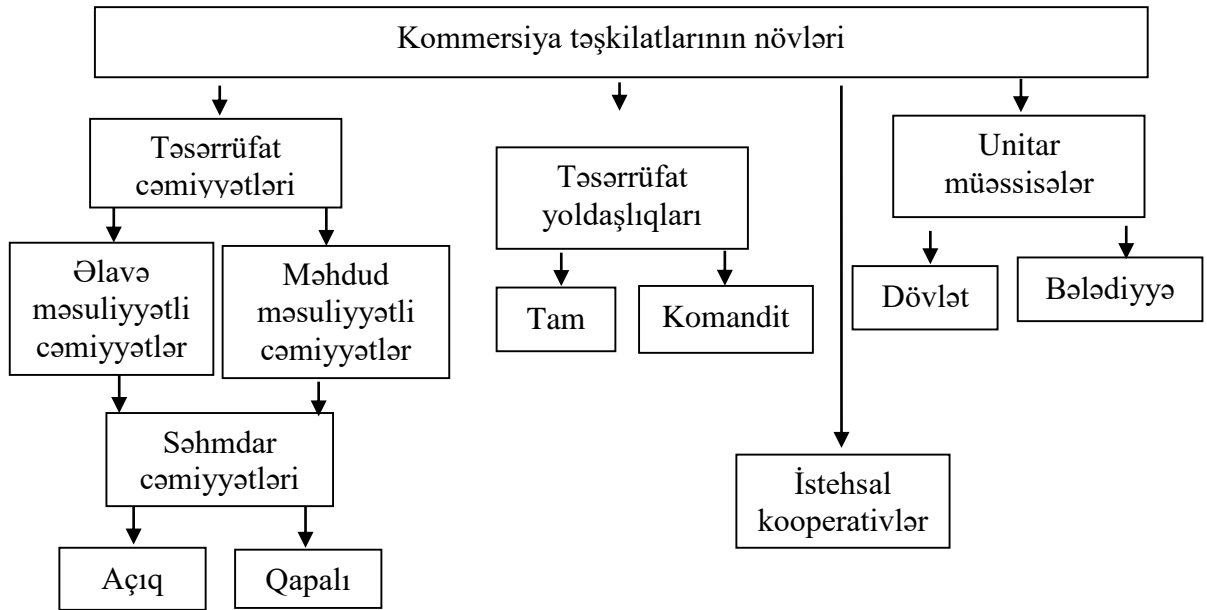 Kommersiya təşkilatlarının növləri
Təsərrüfat
cəmiyyətləri
Təsərrüfat
yoldaşlıqları
Unitar
müəssisələr
Əlavə
məsuliyyətli
cəmiyyətlər
Məhdud
məsuliyyətli
cəmiyyətlər
Tam
Komandit
Dövlət
Bələdiyyə
Səhmdar
cəmiyyətləri
İstehsal
kooperativlər
Açıq
Qapalı